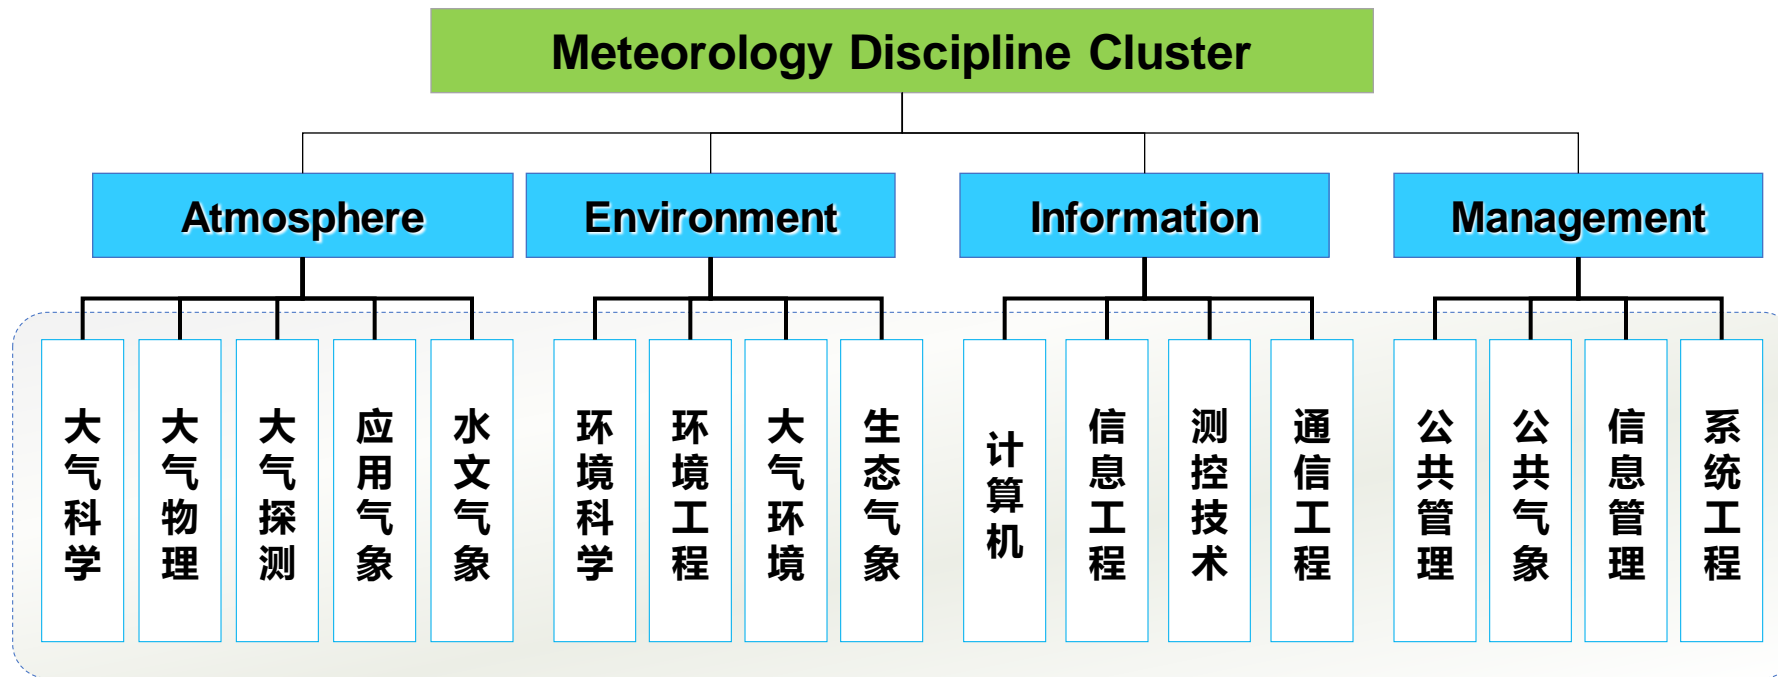 Meteorology Discipline Cluster
Atmosphere
Environment
Information
Management
大气科学
大气物理
大气探测
应用气象
水文气象
环境科学
环境工程
大气环境
生态气象
计算机
信息工程
测控技术
通信工程
公共管理
公共气象
信息管理
系统工程